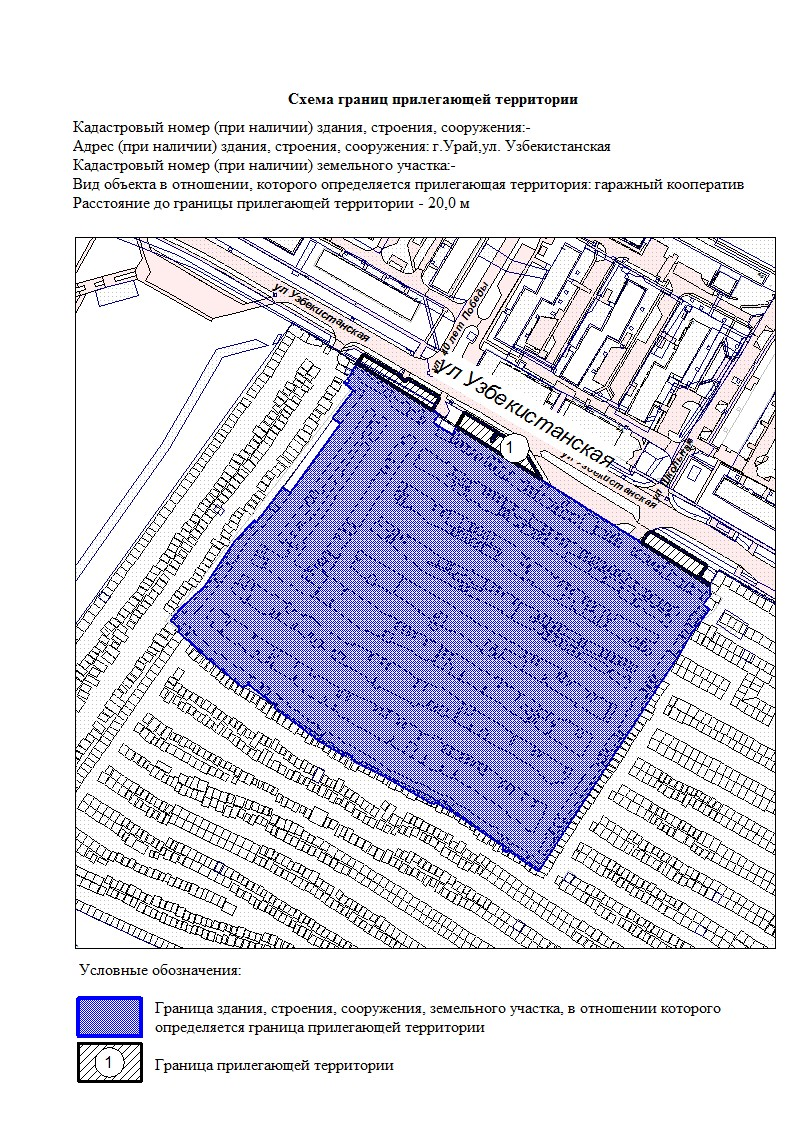 Схема границ прилегающей территории
Кадастровый номер (при наличии) здания, строения, сооружения:-
Адрес (при наличии) здания, строения, сооружения: г.Урай,ул. Узбекистанская
Кадастровый номер (при наличии) земельного участка:-
Вид объекта в отношении, которого определяется прилегающая территория: гаражный кооператив
Расстояние до границы прилегающей территории - 20,0 м
ул Узбекистанская
ул 40 лет Победы
ул Узбекистанская
1
ул Узбекистанская
Условные обозначения:
Граница здания, строения, сооружения, земельного участка, в отношении которого
определяется граница прилегающей территории
1
Граница прилегающей территории